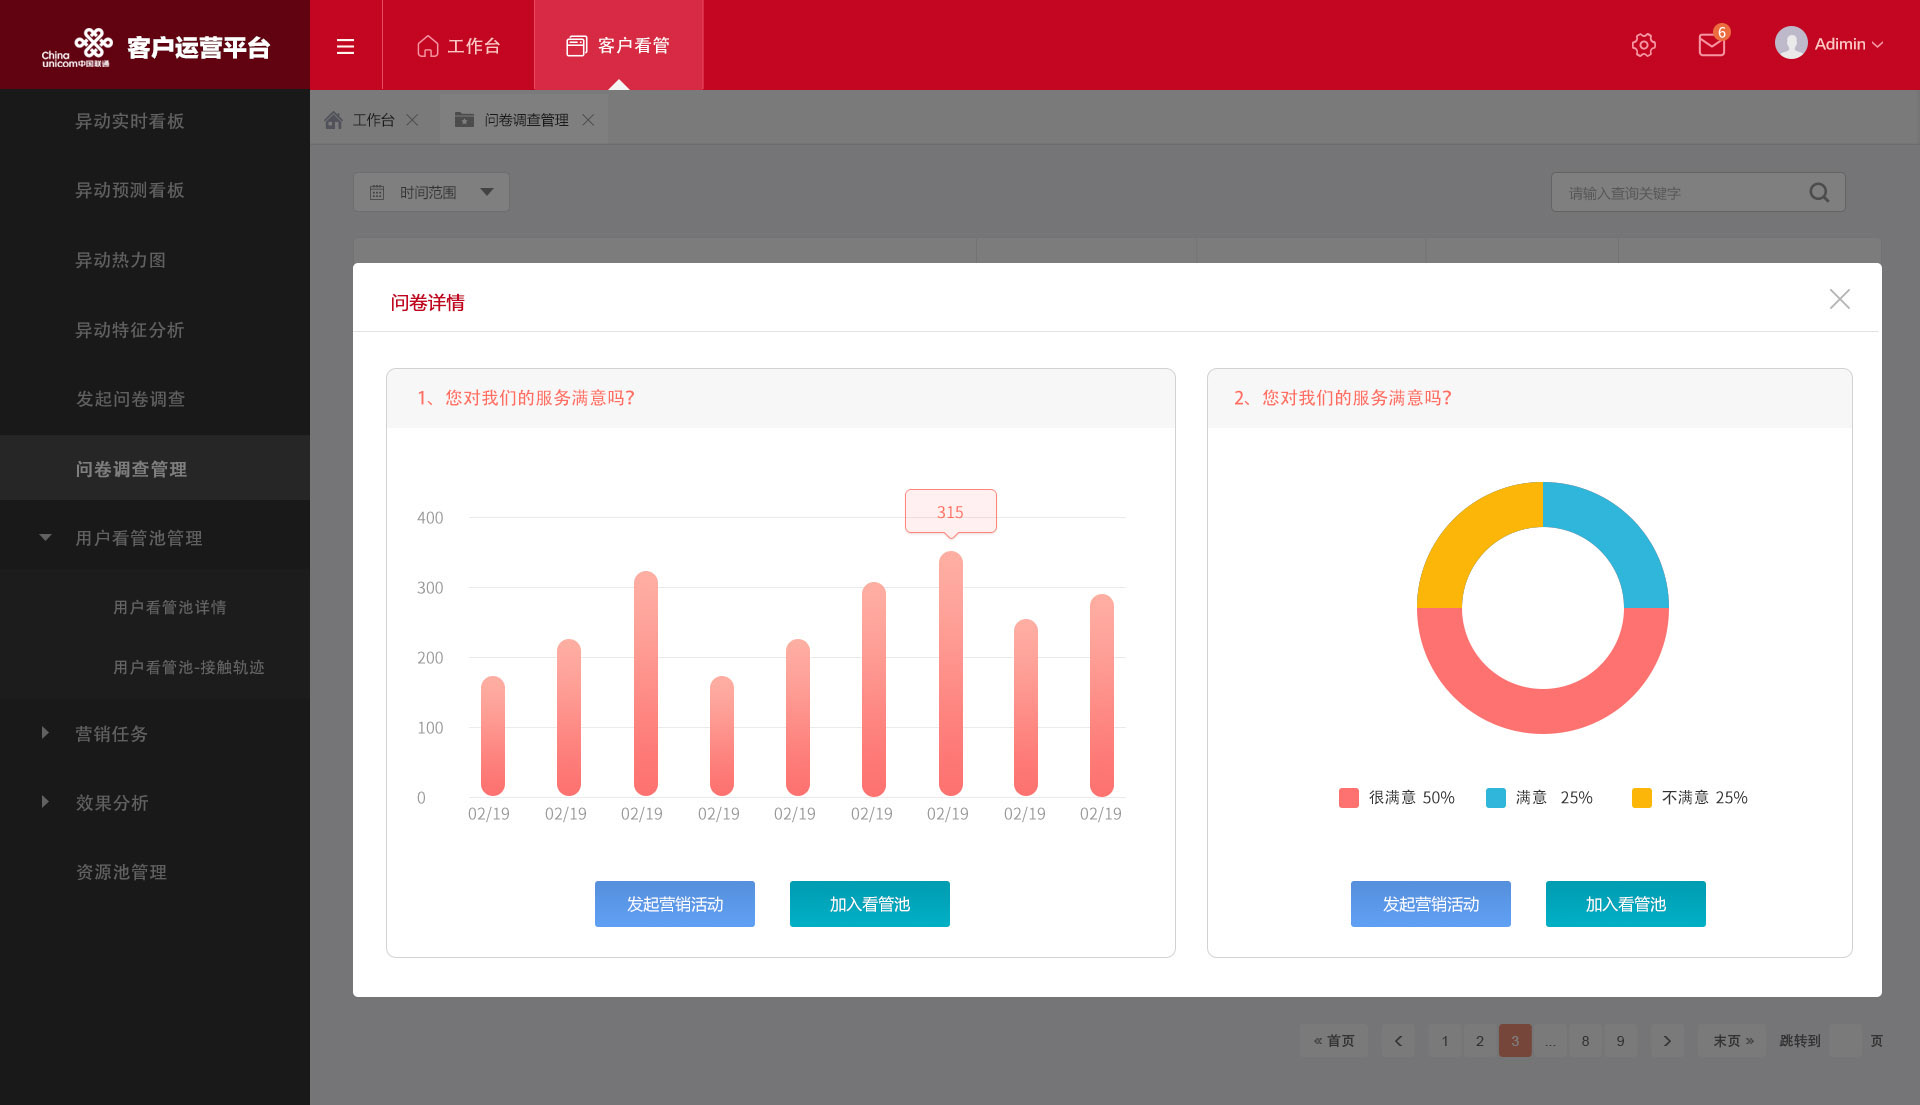 China
unicom中国联通
客户运营平台
工作台
客户看管
6
Adimin
异动实时看板
异动预测看板
异动热力图
异动特征分析
发起问卷调查
问卷调查管理
用户看管池管理
用户看管池详情
用户看管池-接触轨迹
营销任务
效果分析
资源池管理
工作台
问卷调查管理
时间范围
请输入查询关键字
问卷详情
1、您对我们的服务满意吗?
400
300
200
100
0
315
02/19 02/19 02/19 02/19 02/19 02/19 02/19 02/19 02/19
发起营销活动
加入看管池
2、您对我们的服务满意吗?
很满意 50%
满意 25%
不满意 25%
发起营销活动
加入看管池
« 首页 < 1 2 3 ... 8 9 > 末页 » 跳转到 页